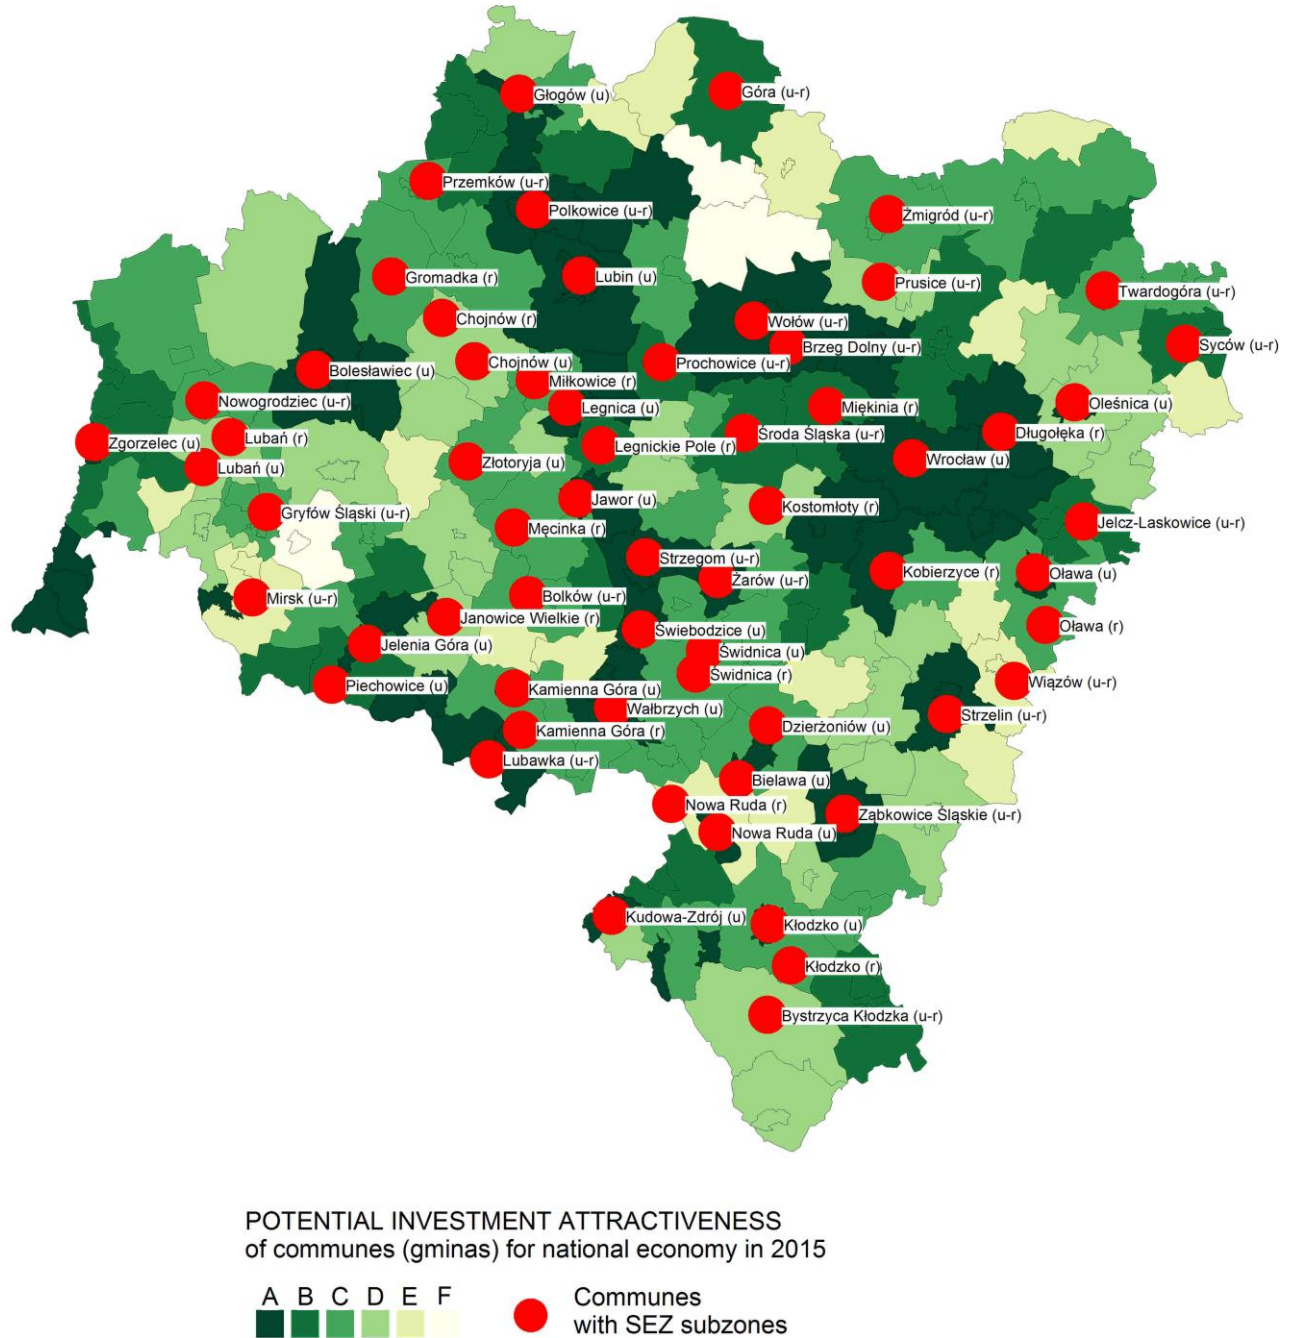 Głogów (u)
Góra (u-r)
Przemków (u-r)
Polkowice (u-r)
Żmigród (u-r)
Gromadka (r)
Lubin (u)
Prusice (u-r)
Twardogóra (u-r)
Chojnów (r)
Wołów (u-r)
Brzeg Dolny (u-r)
Syców (u-r)
Chojnów (u)
Prochowice (u-r)
Bolesławiec (u)
Miłkowice (r)
Nowogrodziec (u-r)
Legnica (u)
Miękinia (r)
Oleśnica (u)
Zgorzelec (u)
Lubań (r)
Legnickie Pole (r)
Środa Śląska (u-r)
Długołęka (r)
Lubań (u)
Złotoryja (u)
Wrocław (u)
Gryfów Śląski (u-r)
Jawor (u)
Kostomłoty (r)
Męcinka (r)
Jelcz-Laskowice (u-r)
Strzegom (u-r)
Żarów (u-r)
Kobierzyce (r)
Oława (u)
Mirsk (u-r)
Bolków (u-r)
Janowice Wielkie (r)
Oława (r)
Świebodzice (u)
Jelenia Góra (u)
Świdnica (u)
Świdnica (r)
Piechowice (u)
Kamienna Góra (u)
Wiązów (u-r)
Wałbrzych (u)
Strzelin (u-r)
Kamienna Góra (r)
Dzierżoniów (u)
Lubawka (u-r)
Bielawa (u)
Nowa Ruda (r)
Ząbkowice Śląskie (u-r)
Nowa Ruda (u)
Kudowa-Zdrój (u)
Kłodzko (u)
Kłodzko (r)
Bystrzyca Kłodzka (u-r)
POTENTIAL INVESTMENT ATTRACTIVENESS
of communes (gminas) for national economy in 2015
A B C D E F
Communes
with SEZ subzones